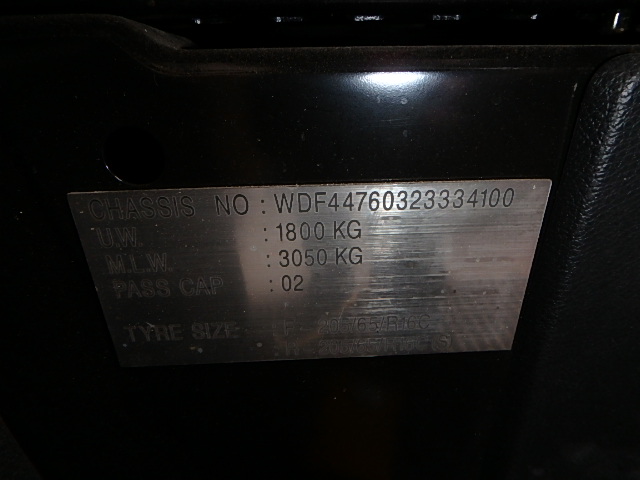 CHASSIS NO : WDF44760323334100
U.W. : 1800 KG
M.L.W. : 3050 KG
PASS CAP : 02
TYRE SIZE :